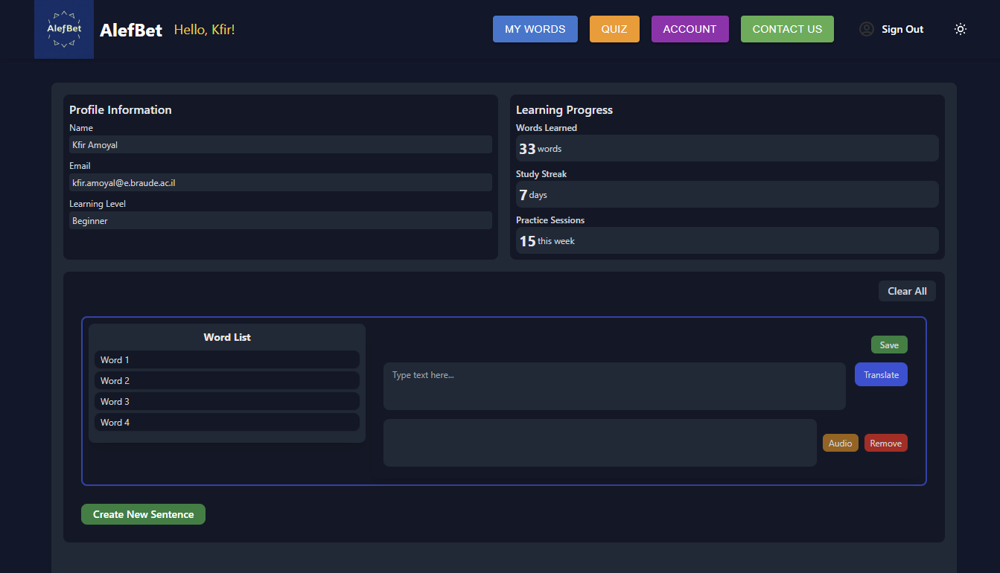 AlefBet
AlefBet
Hello, Kfir!
MY WORDS
QUIZ
ACCOUNT
CONTACT US
Sign Out
Profile Information
Name
Kfir Amoyal
Email
kfir.amoyal@e.braude.ac.il
Learning Level
Beginner
Learning Progress
Words Learned
33 words
Study Streak
7 days
Practice Sessions
15 this week
Clear All
Word List
Word 1
Word 2
Word 3
Word 4
Save
Type text here...
Translate
Audio
Remove
Create New Sentence